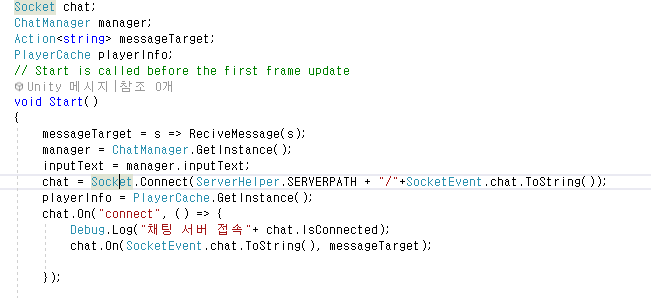 Socket chat;
ChatManager manager;
Action<string> messageTarget;
PlayerCache playerInfo;
// Start is called before the first frame update
Unity 메시지|참조 0개
void Start()
{
messageTarget = s => ReciveMessage(s);
manager = ChatManager.GetInstance();
inputText = manager.inputText;
chat = Socket.Connect(ServerHelper.SERVERPATH + "/"+SocketEvent.chat.ToString());
playerInfo = PlayerCache.GetInstance();
chat.On("connect", () => {
Debug.Log("채팅 서버 접속"+ chat.IsConnected);
chat.On(SocketEvent.chat.ToString(), messageTarget);
});